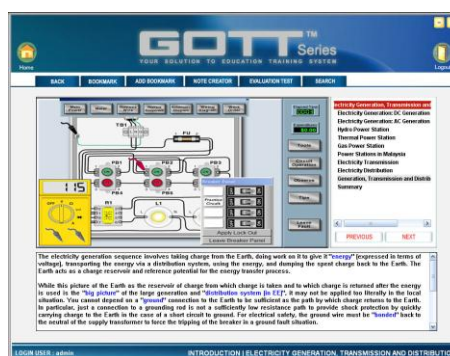 GOTT™
Series
YOUR SOLUTION TO EDUCATION TRAINING SYSTEM
Home
Logout
BACK
BOOKMARK
ADD BOOKMARK
NOTE CREATOR
EVALUATION TEST
SEARCH
TB1
FU
PB1
PB2
PB3
115
R1
L1
Apply Lock Out
Leave Breaker Panel
Electricity Generation: DC Generation
Electricity Generation: AC Generation
Hydro Power Station
Thermal Power Station
Gas Power Station
Power Stations in Malaysia
Electricity Transmission
Electricity Distribution
Generation, Transmission and Distrib
Summary
PREVIOUS
NEXT
The electricity generation sequence involves taking charge from the Earth, doing work on it to give it "energy" [expressed in terms of
voltage], transporting the energy via a distribution system, using the energy, and dumping the spent charge back to the Earth. The
Earth acts as a charge reservoir and reference potential for the energy transfer process.
While this picture of the Earth as the reservoir of charge from which charge is taken and to which charge is returned after the energy
is used is the "big picture" of the large generation and "distribution system [in EE]", it may not be applied too literally in the local
situation. You cannot depend on a "ground" connection to the Earth to be sufficient as the path by which charge returns to the Earth.
In particular, just a connection to a grounding rod is not a sufficiently low resistance path to provide shock protection by quickly
carrying charge to the Earth in the case of a short circuit to ground. For electrical safety, the ground wire must be "bonded" back to
the neutral of the supply transformer to force the tripping of the breaker in a ground fault situation.
LOGIN USER : admin
INTRODUCTION | ELECTRICITY GENERATION, TRANSMISSION AND DISTRIBUTIO